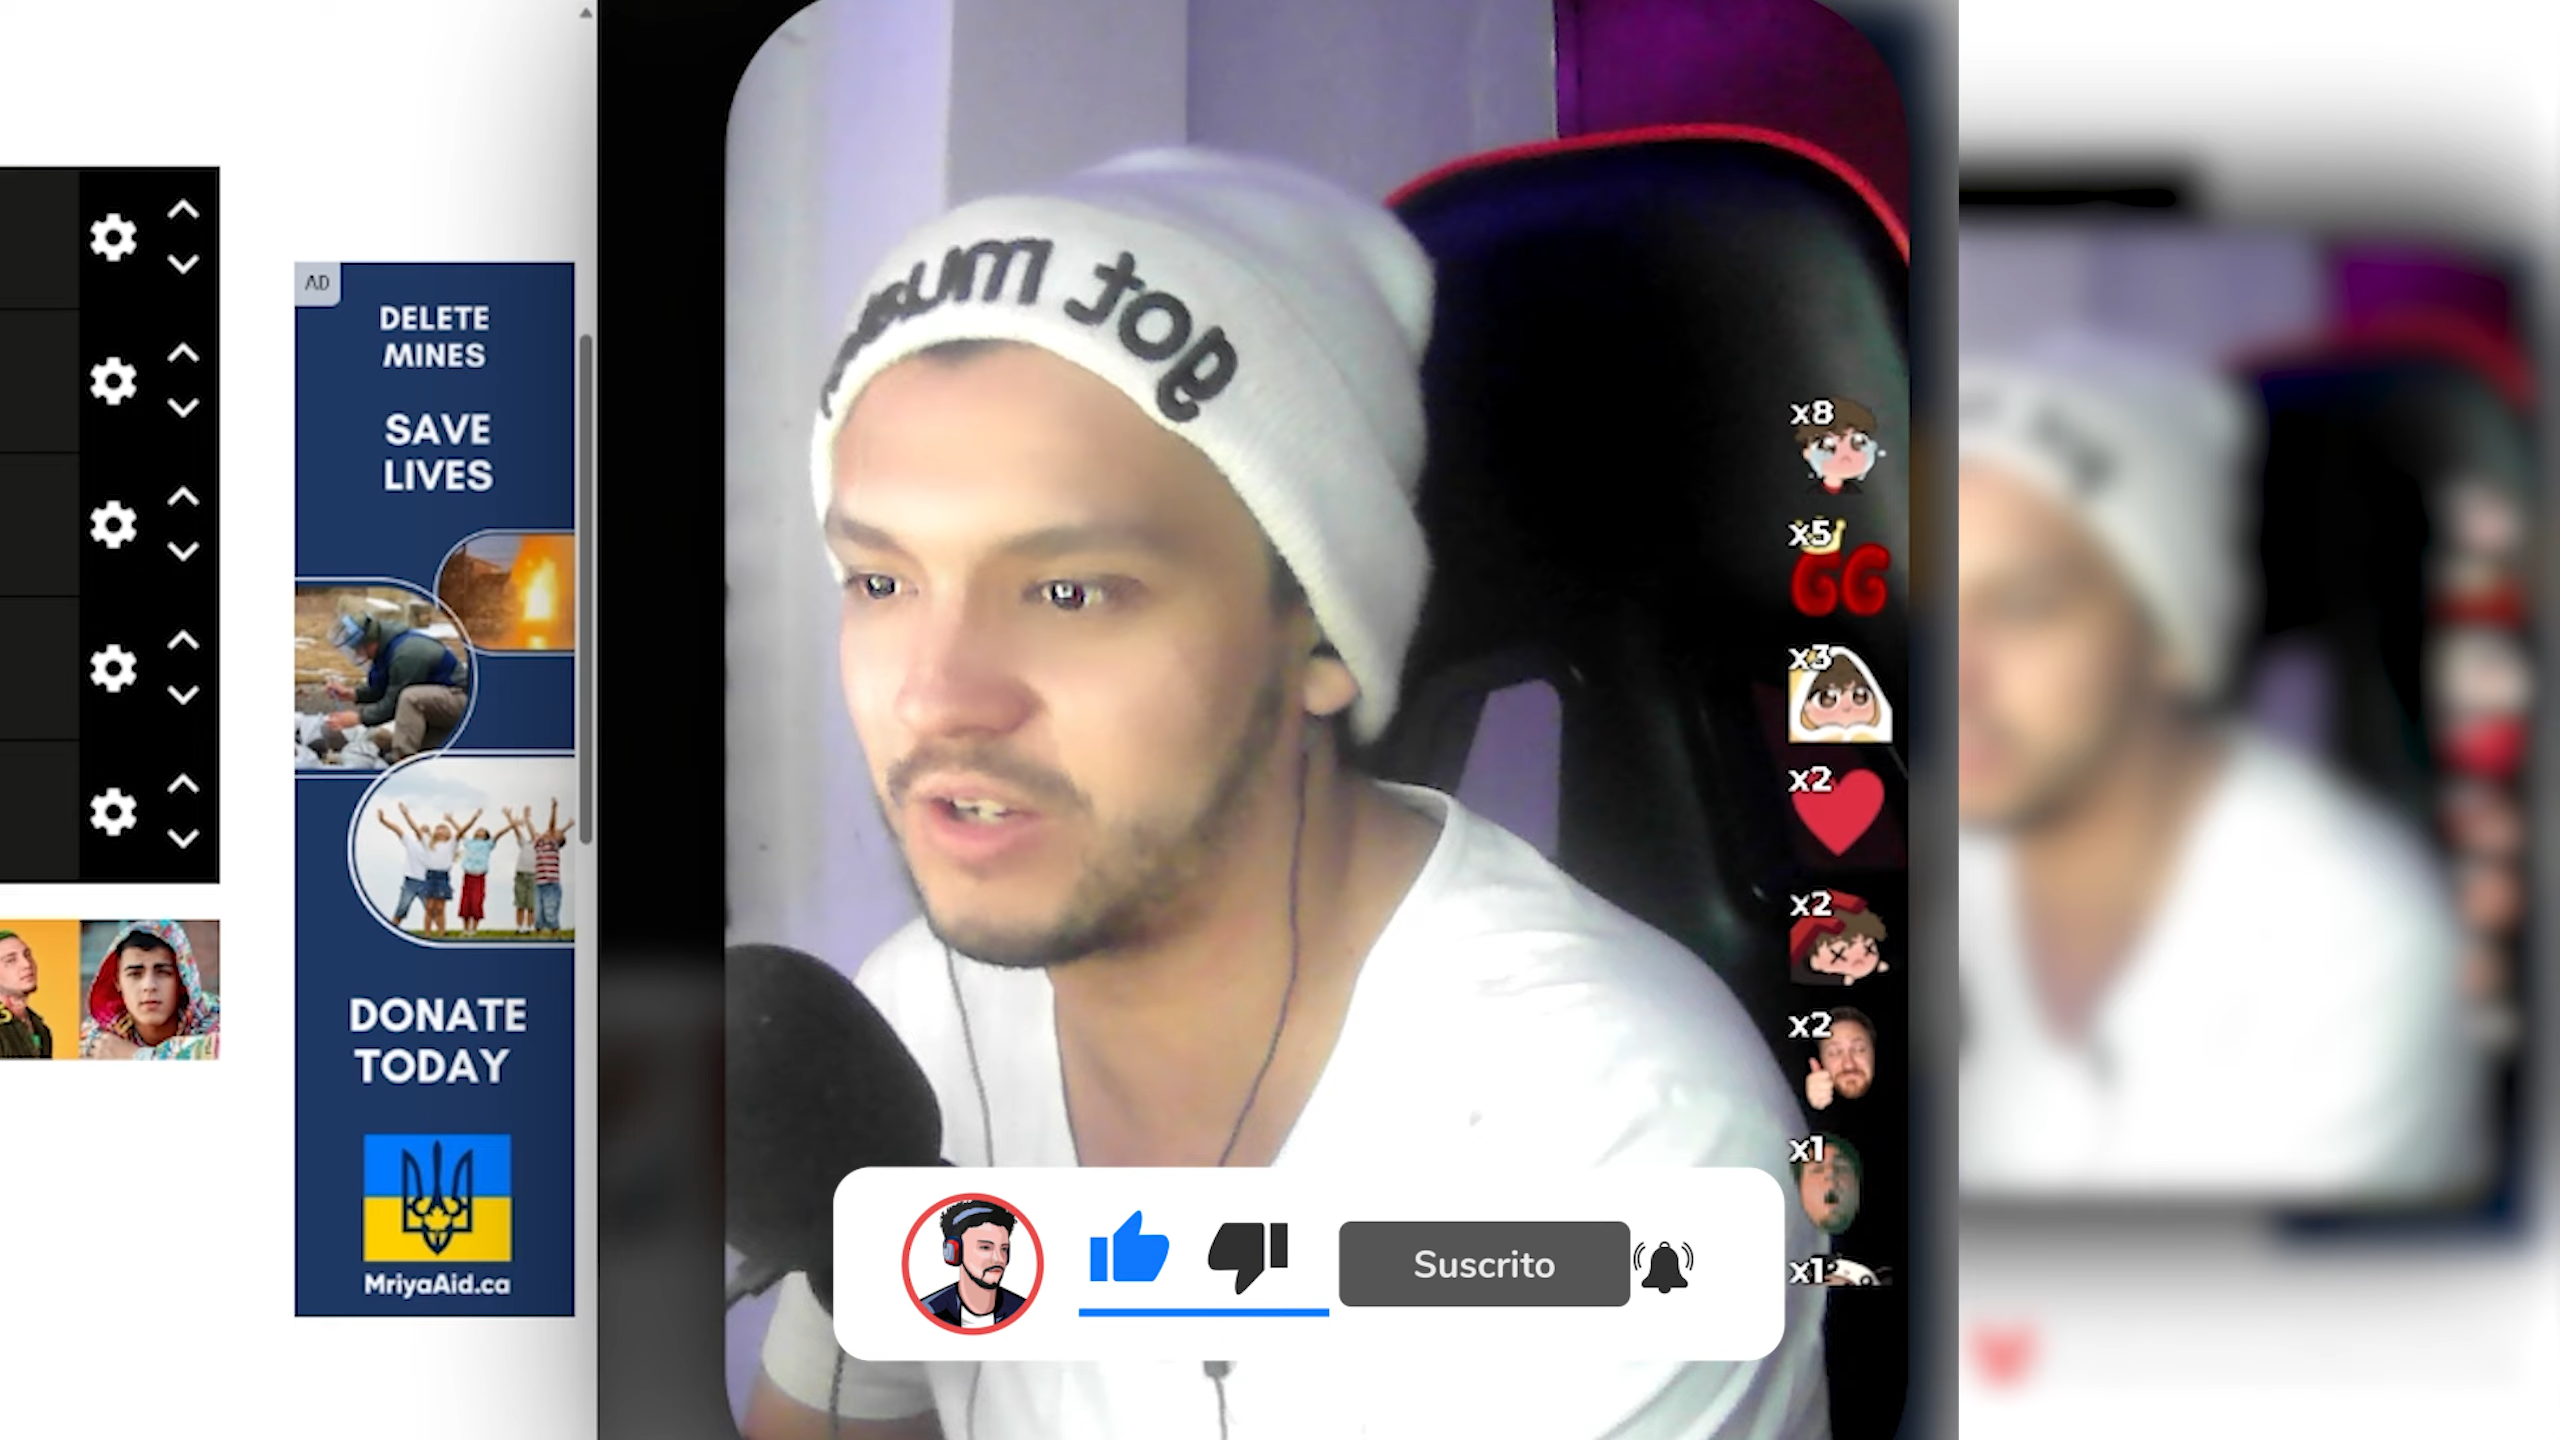 AD
DELETE
MINES
SAVE
LIVES
DONATE
TODAY
MriyaAid.ca
got
x8
x5
GG
x3
x2
x2
x2
x1
x1
Suscrito